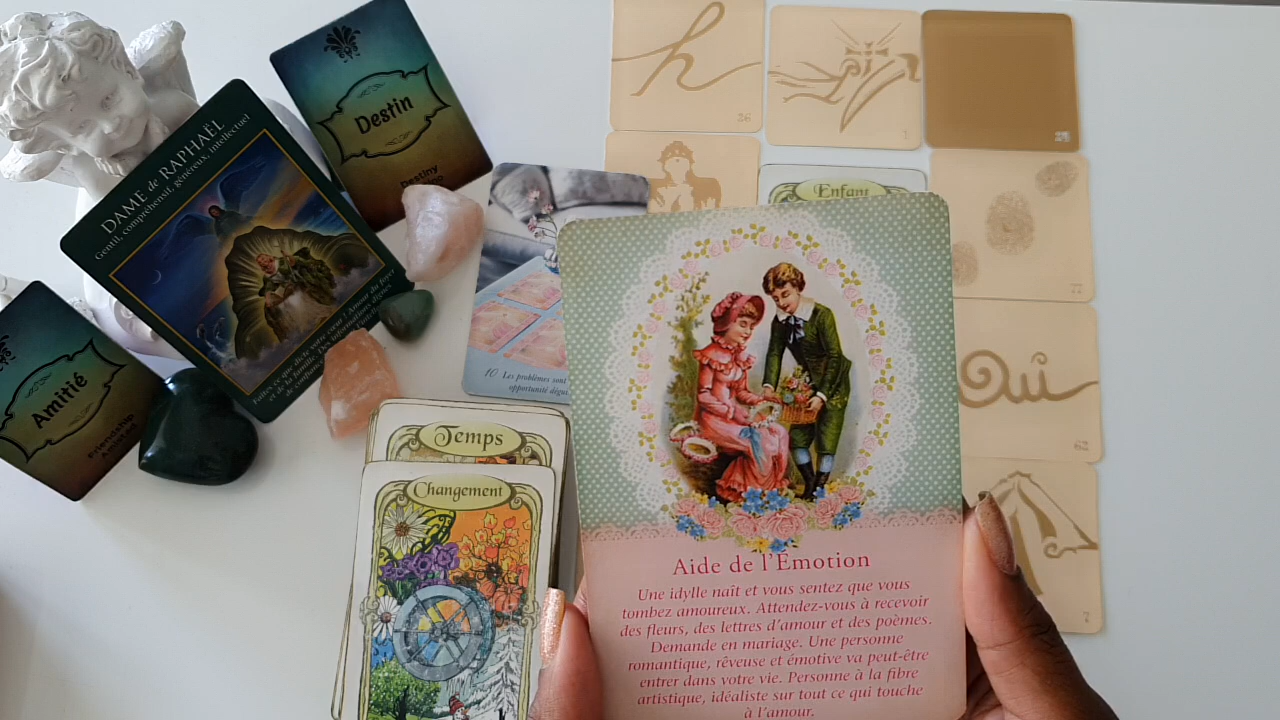 Destin
Destiny
DAME de RAPHAËL
Gentil, compréhensif, généreux, intellectuel
Amitié
Friendship
10 Les problèmes sont
opportunité
Temps
Changement
h
26
1
Enfant
77
Oui
62
7
Aide de l'Emotion
Une idylle naît et vous sentez que vous
tombez amoureux. Attendez-vous à recevoir
des fleurs, des lettres d'amour et des poèmes.
Demande en mariage. Une personne
romantique, rêveuse et émotive va peut-être
entrer dans votre vie. Personne à la fibre
artistique, idéaliste sur tout ce qui touche
à l'amour.